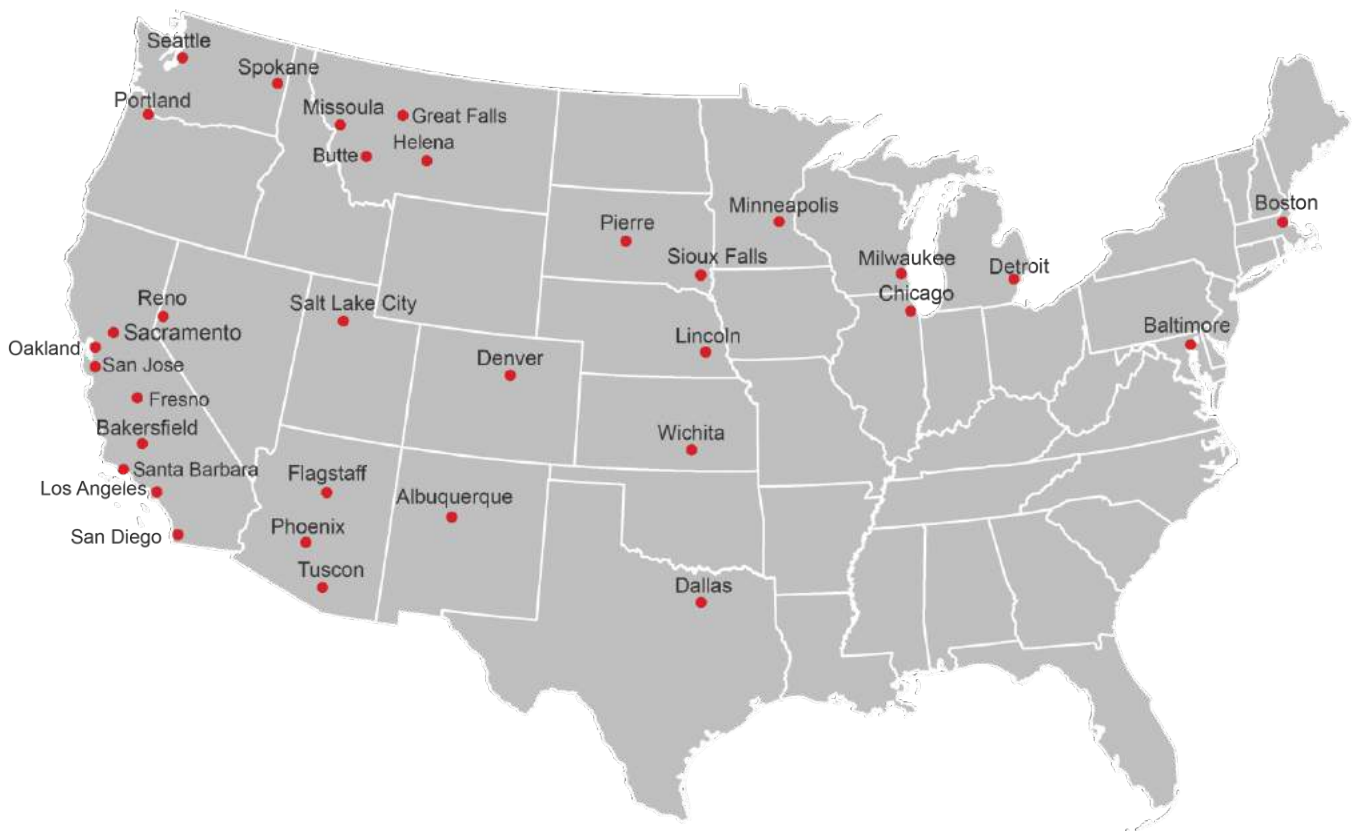 Seattle
Spokane
Portland
Missoula
Great Falls
Helena
Butte
Minneapolis
Boston
Pierre
Sioux Falls
Milwaukee
Detroit
Chicago
Reno
Salt Lake City
Sacramento
Baltimore
Oakland
Lincoln
San Jose
Denver
Fresno
Bakersfield
Wichita
Santa Barbara
Flagstaff
Los Angeles
Albuquerque
Phoenix
San Diego
Tuscon
Dallas